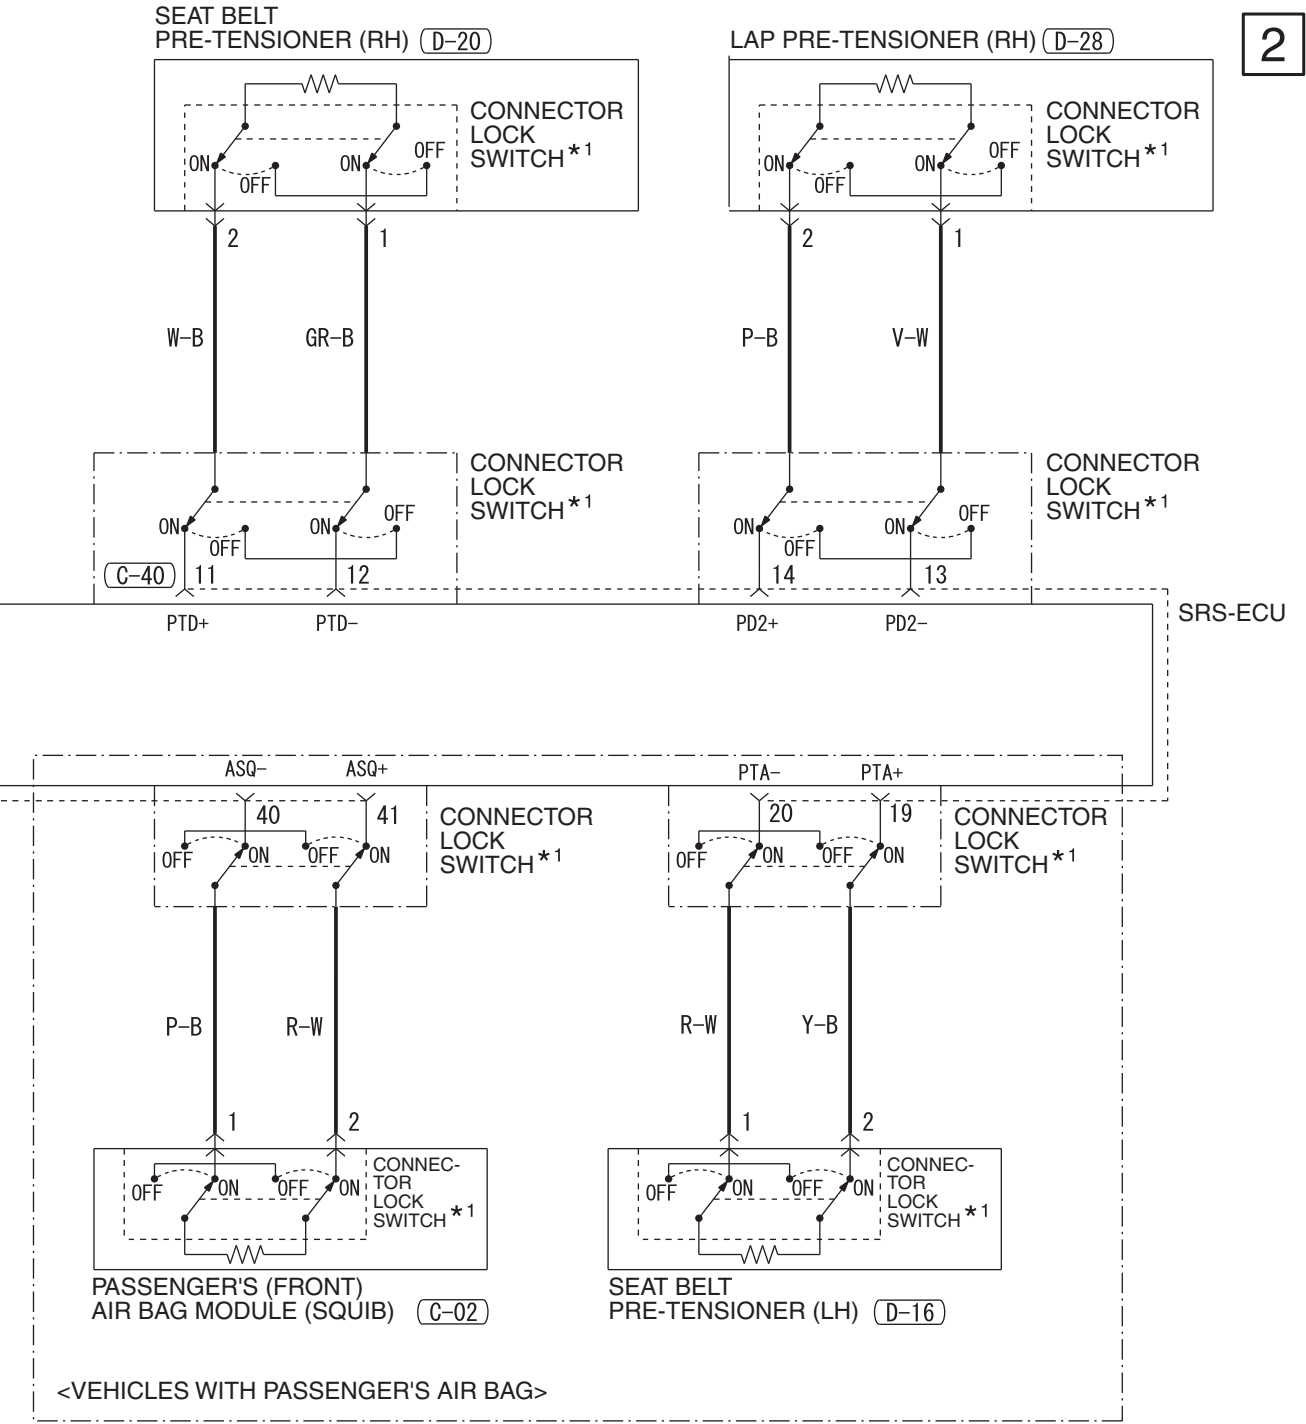 SEAT BELT
PRE-TENSIONER (RH) D-20
LAP PRE-TENSIONER (RH) D-28
2
CONNECTOR
LOCK
SWITCH*1
ON
OFF
ON
OFF
CONNECTOR
LOCK
SWITCH*1
ON
OFF
ON
OFF
2
1
2
1
W-B
GR-B
P-B
V-W
CONNECTOR
LOCK
SWITCH*1
ON
OFF
ON
OFF
CONNECTOR
LOCK
SWITCH*1
ON
OFF
ON
OFF
C-40
11
12
14
13
PTD+
PTD-
PD2+
PD2-
SRS-ECU
ASQ-
ASQ+
PTA-
PTA+
40
41
20
19
CONNECTOR
LOCK
SWITCH*1
OFF
ON
OFF
ON
CONNECTOR
LOCK
SWITCH*1
OFF
ON
OFF
ON
P-B
R-W
R-W
Y-B
1
2
1
2
OFF
ON
OFF
ON
CONNEC-
TOR
LOCK
SWITCH*1
OFF
ON
OFF
ON
CONNEC-
TOR
LOCK
SWITCH*1
PASSENGER'S (FRONT)
AIR BAG MODULE (SQUIB) C-02
SEAT BELT
PRE-TENSIONER (LH) D-16
<VEHICLES WITH PASSENGER'S AIR BAG>